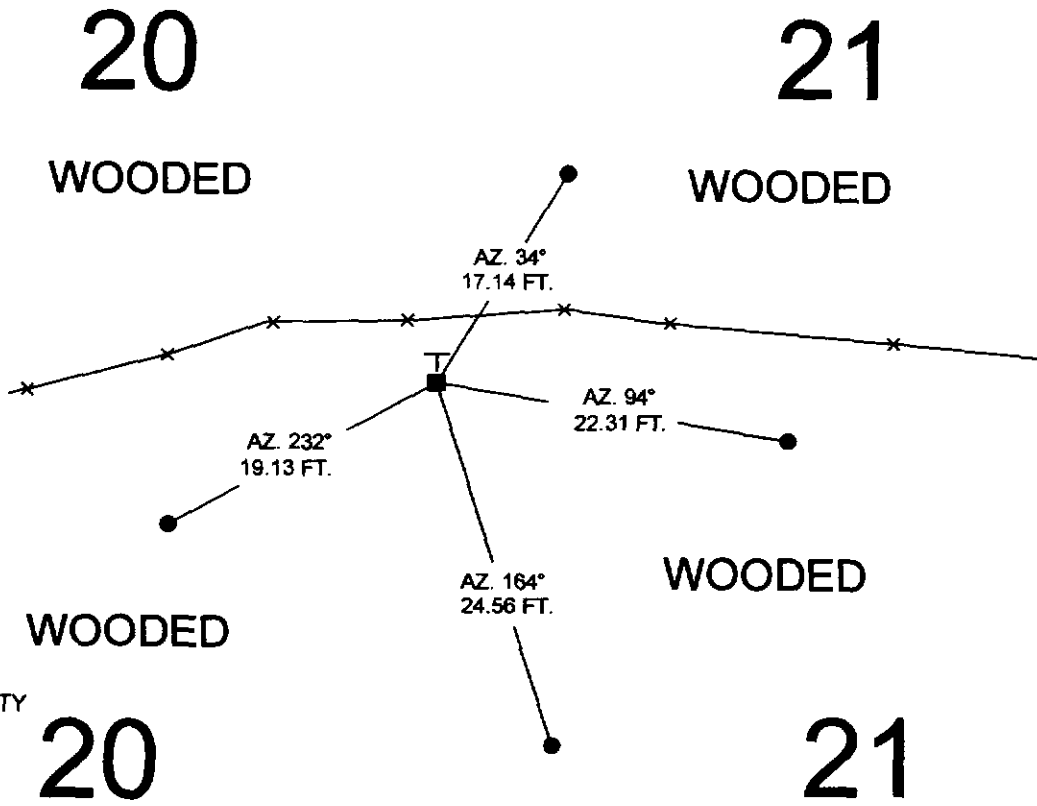 20
21
WOODED
WOODED
AZ. 34°
17.14 FT.
T
AZ. 94°
22.31 FT.
AZ. 232°
19.13 FT.
AZ. 164°
24.56 FT.
WOODED
WOODED
TY
20
21